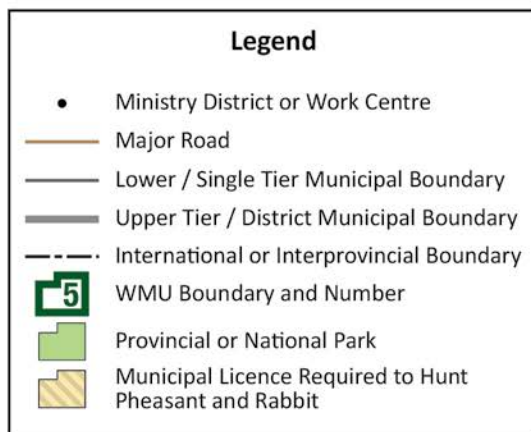 Legend
Ministry District or Work Centre
Major Road
Lower / Single Tier Municipal Boundary
Upper Tier / District Municipal Boundary
International or Interprovincial Boundary
5 WMU Boundary and Number
Provincial or National Park
Municipal Licence Required to Hunt
Pheasant and Rabbit